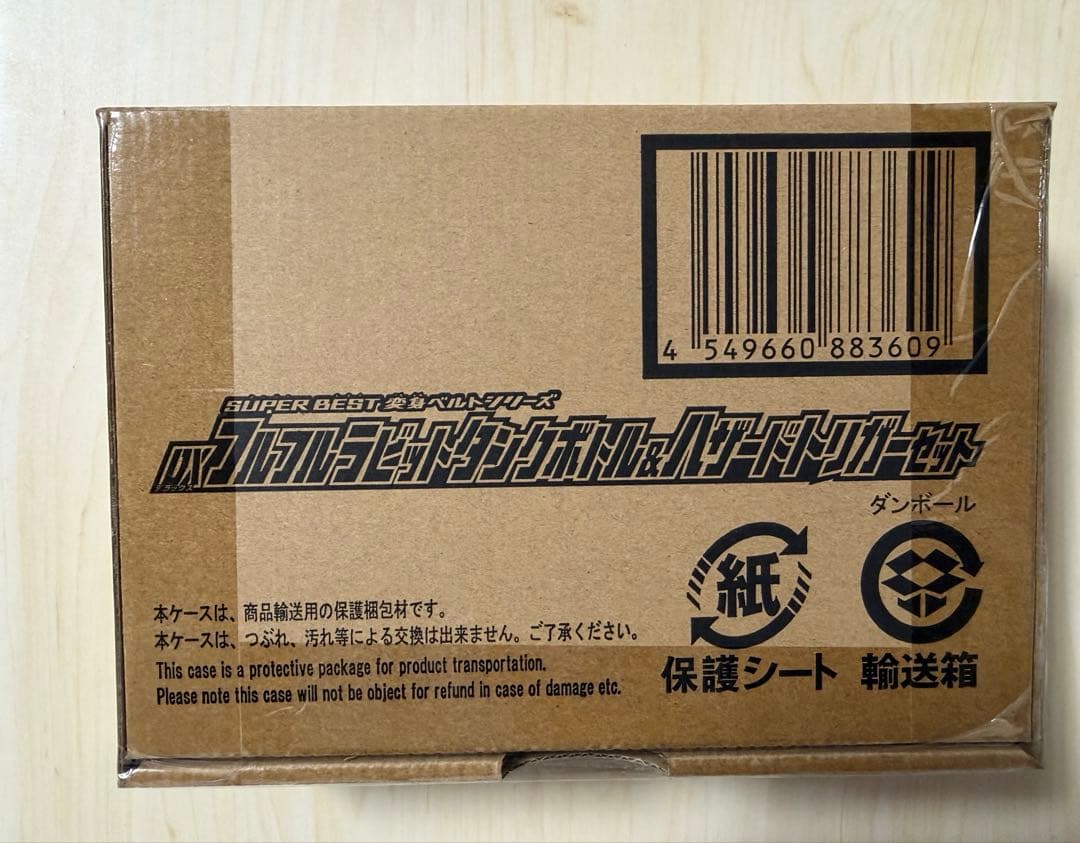 4 549660 883609
SUPER BEST 変身ベルトシリーズ
DXフルフルラビットタンクボトル&ハザードトリガーセット
デラックス
ダンボール
紙
保護シート 輸送箱
本ケースは、商品輸送用の保護梱包材です。
本ケースは、つぶれ、汚れ等による交換は出来ません。ご了承ください。
This case is a protective package for product transportation.
Please note this case will not be object for refund in case of damage etc.